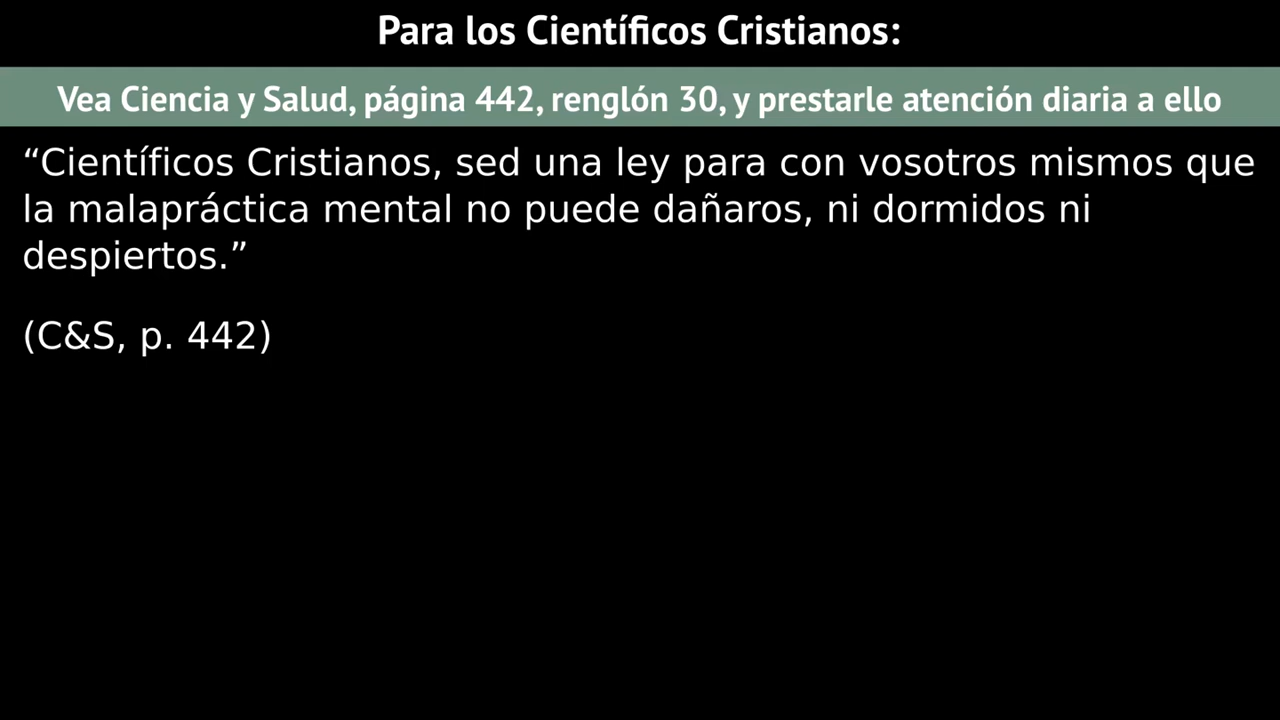 Para los Científicos Cristianos:
Vea Ciencia y Salud, página 442, renglón 30, y prestarle atención diaria a ello
“Científicos Cristianos, sed una ley para con vosotros mismos que
la malapráctica mental no puede dañaros, ni dormidos ni
despiertos.”
(C&S, p. 442)